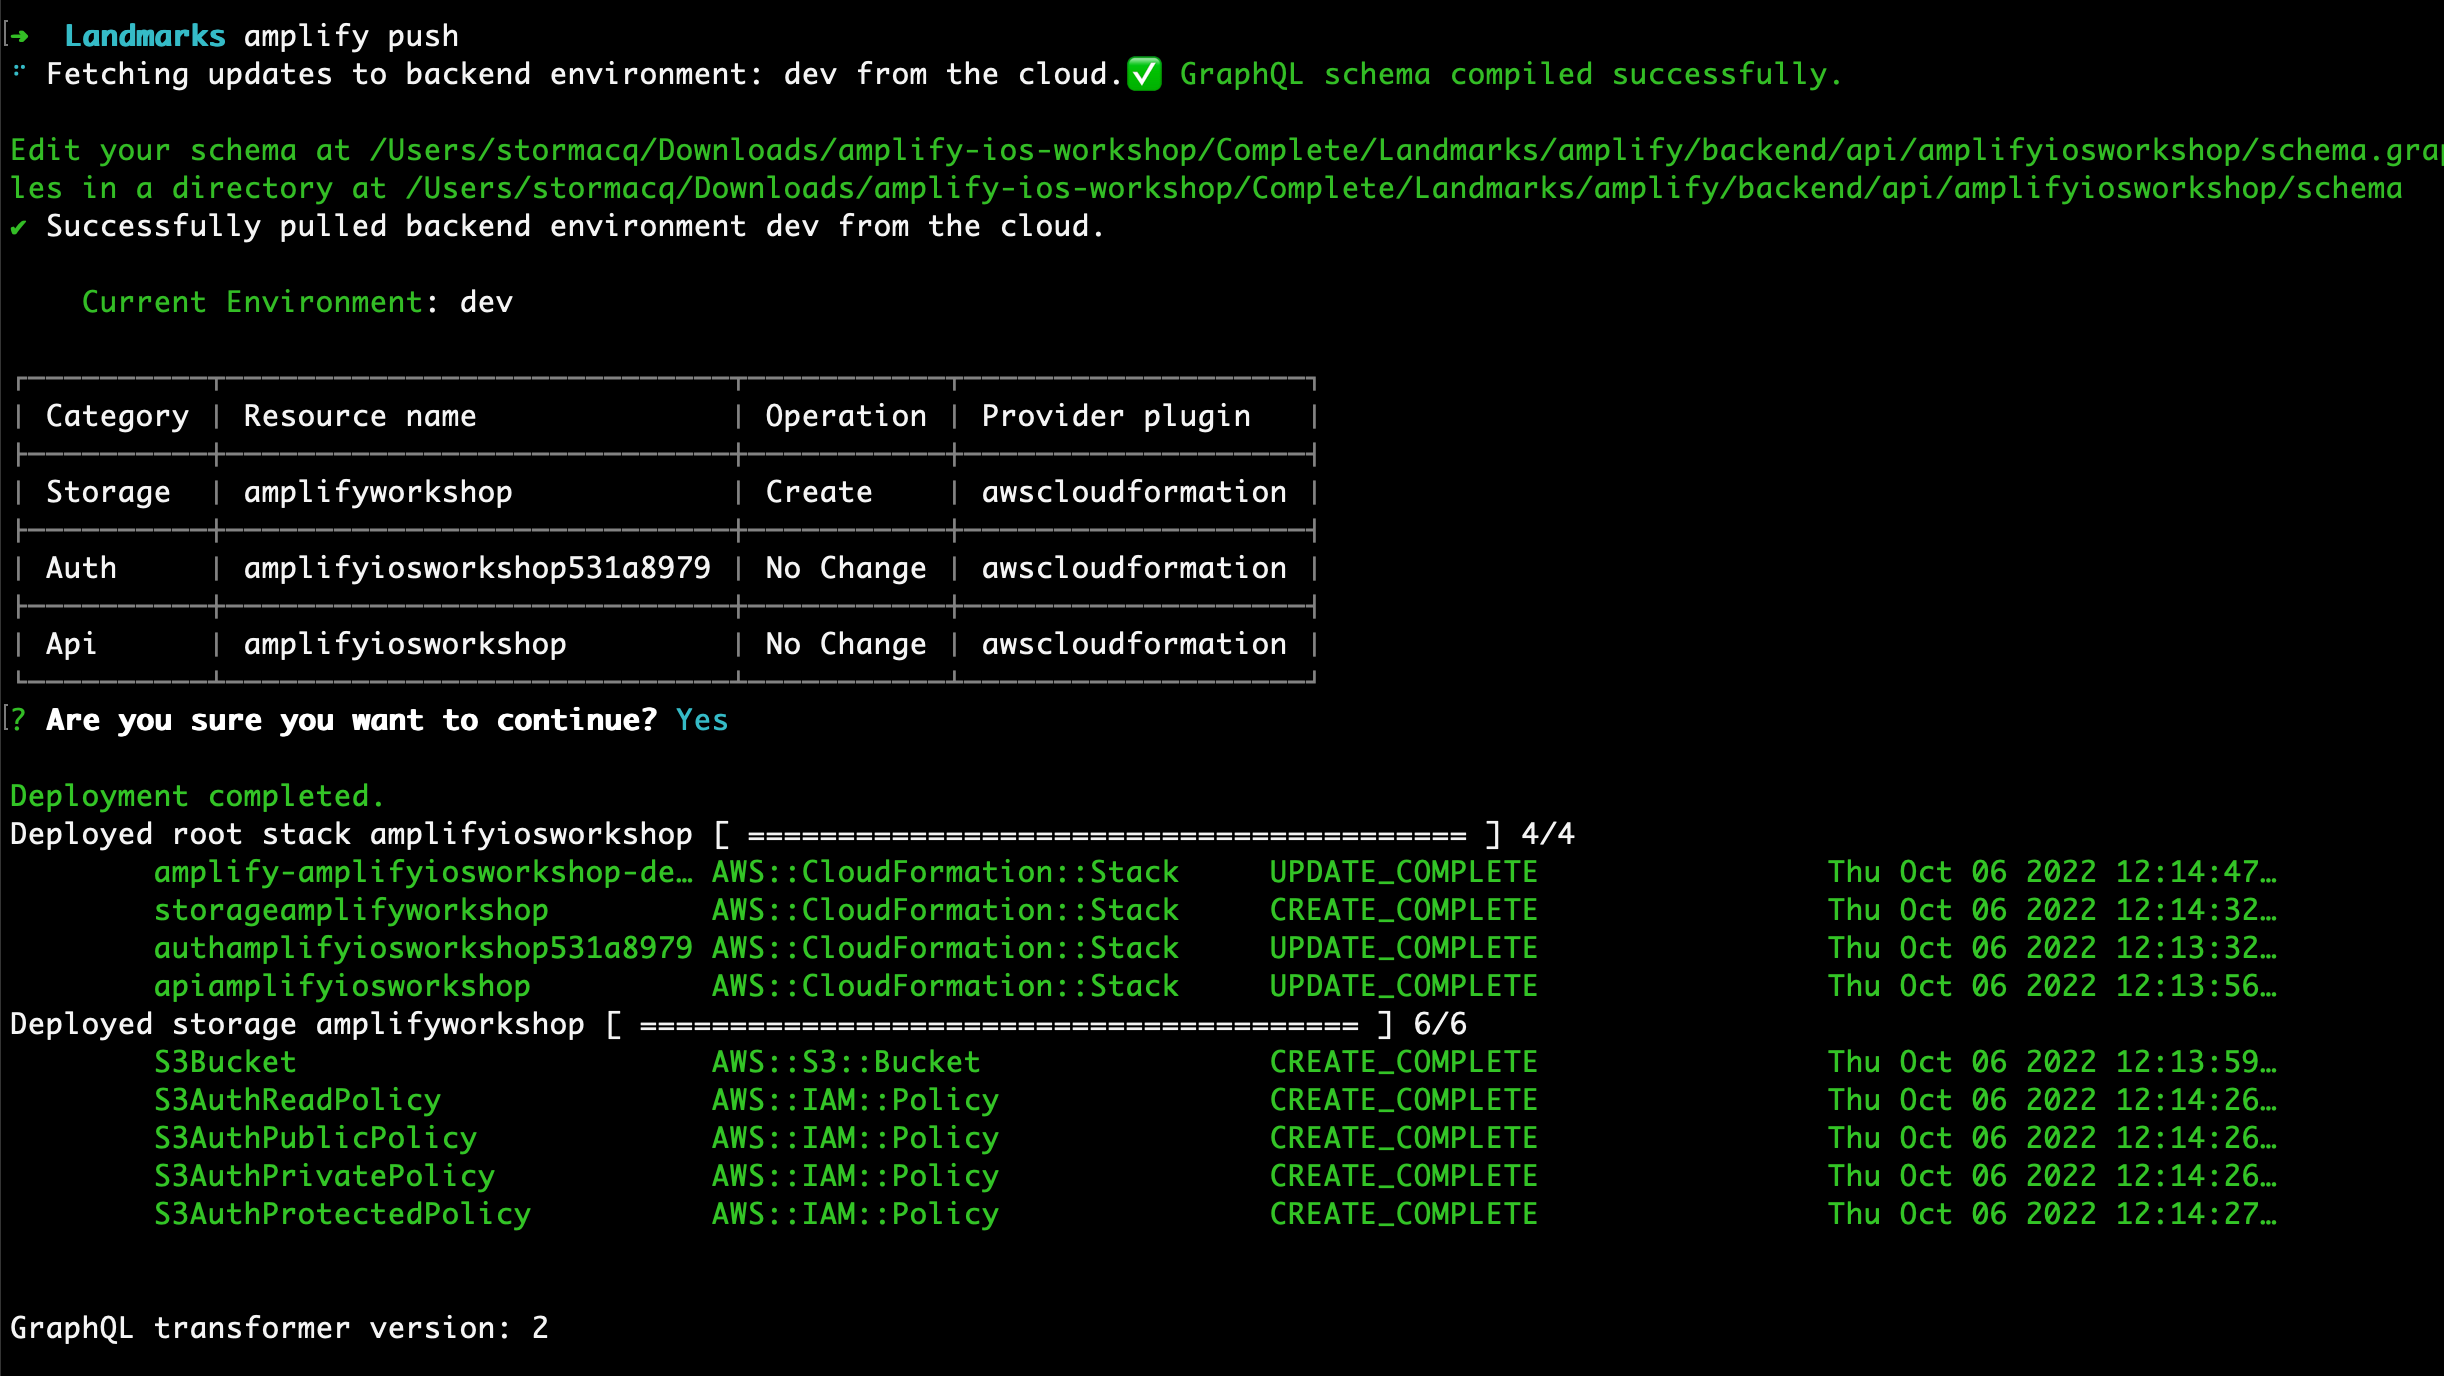 ➜  Landmarks amplify push
⠋ Fetching updates to backend environment: dev from the cloud.✅ GraphQL schema compiled successfully.
Edit your schema at /Users/stormacq/Downloads/amplify-ios-workshop/Complete/Landmarks/amplify/backend/api/amplifyiosworkshop/schema.grap
les in a directory at /Users/stormacq/Downloads/amplify-ios-workshop/Complete/Landmarks/amplify/backend/api/amplifyiosworkshop/schema
✔ Successfully pulled backend environment dev from the cloud.
Current Environment: dev
| Category | Resource name | Operation | Provider plugin |
| Storage | amplifyworkshop | Create | awscloudformation |
| Auth | amplifyiosworkshop531a8979 | No Change | awscloudformation |
| Api | amplifyiosworkshop | No Change | awscloudformation |
? Are you sure you want to continue? Yes
Deployment completed.
Deployed root stack amplifyiosworkshop [ ======================================== ] 4/4
amplify-amplifyiosworkshop-de… AWS::CloudFormation::Stack UPDATE_COMPLETE Thu Oct 06 2022 12:14:47…
storageamplifyworkshop AWS::CloudFormation::Stack CREATE_COMPLETE Thu Oct 06 2022 12:14:32…
authamplifyiosworkshop531a8979 AWS::CloudFormation::Stack UPDATE_COMPLETE Thu Oct 06 2022 12:13:32…
apiamplifyiosworkshop AWS::CloudFormation::Stack UPDATE_COMPLETE Thu Oct 06 2022 12:13:56…
Deployed storage amplifyworkshop [ ======================================== ] 6/6
S3Bucket AWS::S3::Bucket CREATE_COMPLETE Thu Oct 06 2022 12:13:59…
S3AuthReadPolicy AWS::IAM::Policy CREATE_COMPLETE Thu Oct 06 2022 12:14:26…
S3AuthPublicPolicy AWS::IAM::Policy CREATE_COMPLETE Thu Oct 06 2022 12:14:26…
S3AuthPrivatePolicy AWS::IAM::Policy CREATE_COMPLETE Thu Oct 06 2022 12:14:26…
S3AuthProtectedPolicy AWS::IAM::Policy CREATE_COMPLETE Thu Oct 06 2022 12:14:27…
GraphQL transformer version: 2